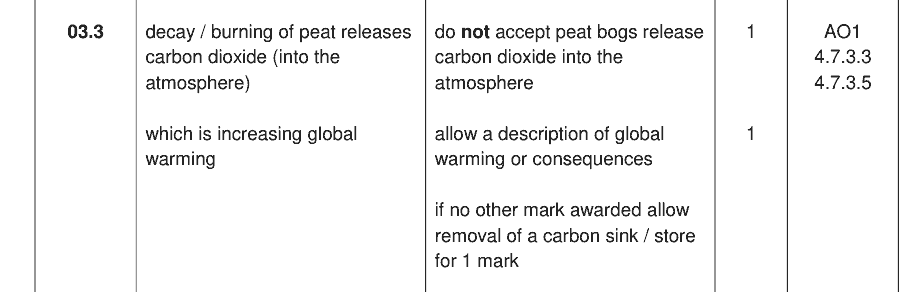 03.3 decay / burning of peat releases do not accept peat bogs release 1 AO1
carbon dioxide (into the carbon dioxide into the 4.7.3.3
atmosphere) atmosphere 4.7.3.5
which is increasing global allow a description of global 1
warming warming or consequences
if no other mark awarded allow
removal of a carbon sink / store
for 1 mark